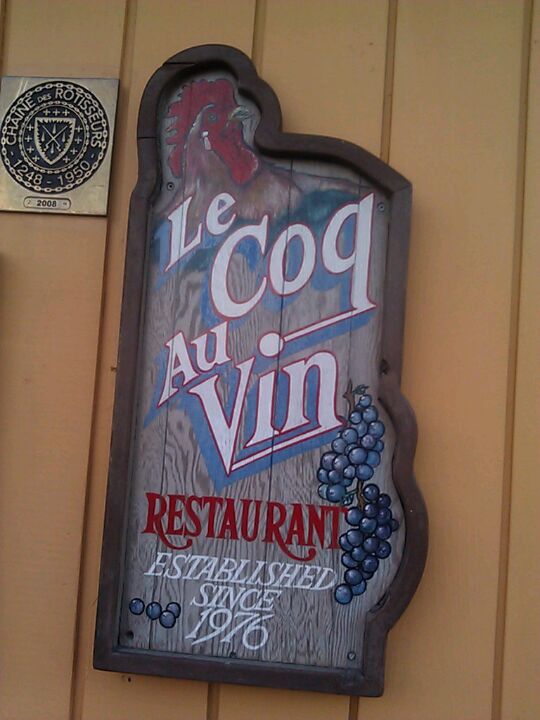 CHAINE DES ROTISSEURS
1248 - 1950
2008
Le
Coq
Au
Vin
RESTAURANT
ESTABLISHED
SINCE
1976